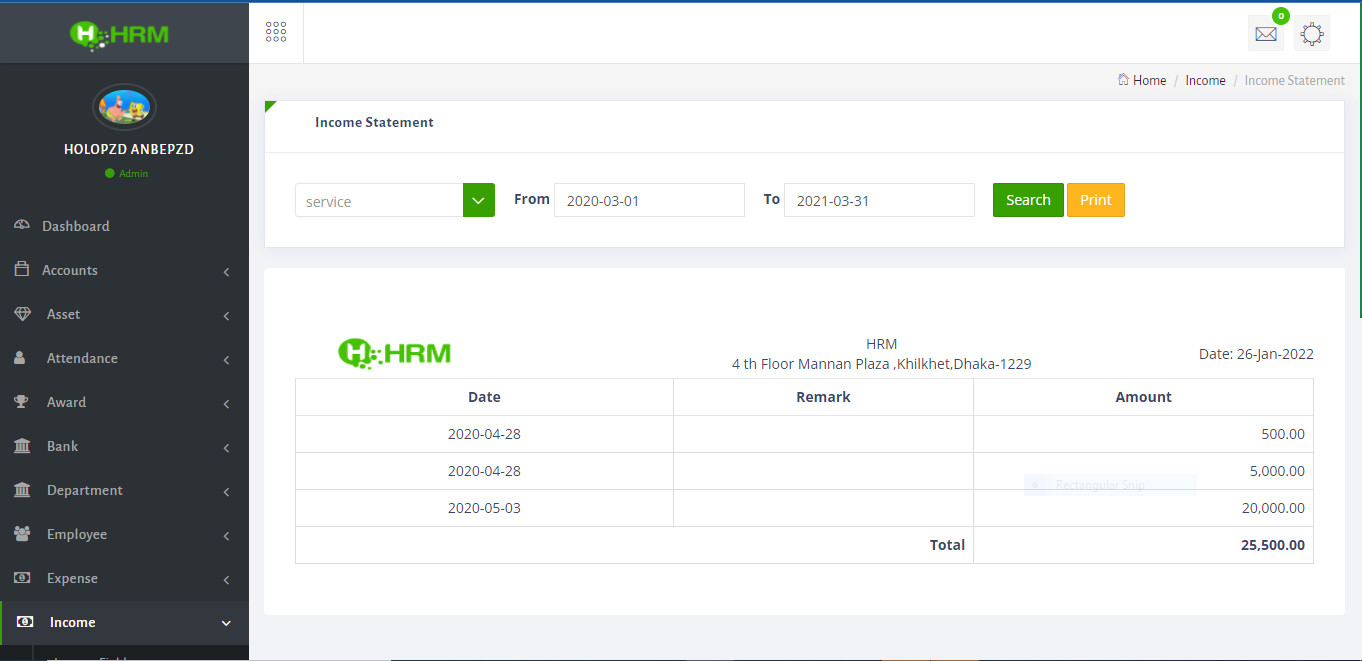 H HRM
0
Home / Income / Income Statement
HOLOPZD ANBEPZD
Admin
Dashboard
Accounts
Asset
Attendance
Award
Bank
Department
Employee
Expense
Income
Income Statement
service
From 2020-03-01 To 2021-03-31 Search Print
H HRM
HRM
4 th Floor Mannan Plaza ,Khilkhet,Dhaka-1229
Date: 26-Jan-2022
Date Remark Amount
2020-04-28 500.00
2020-04-28 5,000.00
Rectangular Snip
2020-05-03 20,000.00
Total 25,500.00